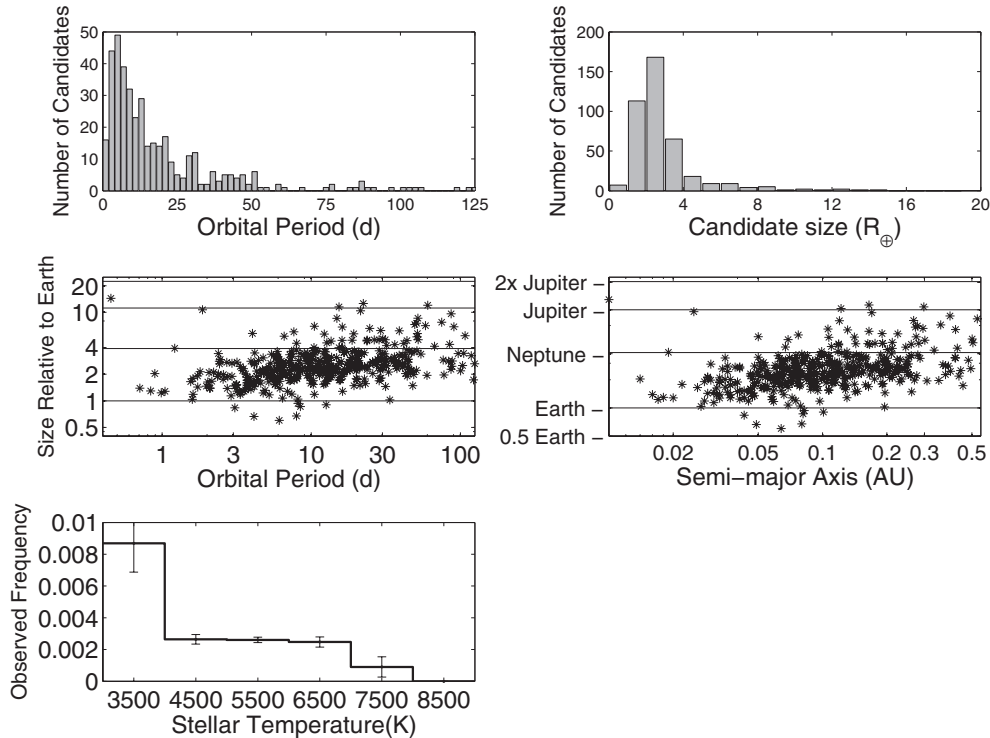 Number of Candidates
50
40
30
20
10
0
0 25 50 75 100 125
Orbital Period (d)
Number of Candidates
200
150
100
50
0
0 4 8 12 16 20
Candidate size (R⊕)
Size Relative to Earth
20
10
4
2
1
0.5
1 3 10 30 100
Orbital Period (d)
2x Jupiter
Jupiter
Neptune
Earth
0.5 Earth
0.02 0.05 0.1 0.2 0.3 0.5
Semi-major Axis (AU)
Observed Frequency
0.01
0.008
0.006
0.004
0.002
0
3500 4500 5500 6500 7500 8500
Stellar Temperature(K)